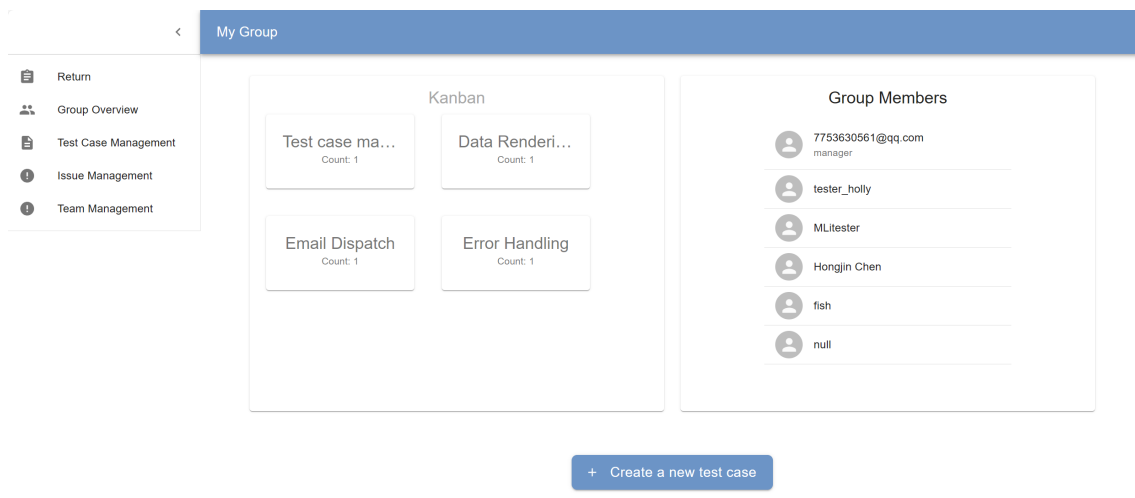 My Group
Return
Group Overview
Test Case Management
Issue Management
Team Management
Kanban
Test case ma…
Count: 1
Data Renderi…
Count: 1
Email Dispatch
Count: 1
Error Handling
Count: 1
Group Members
7753630561@qq.com
manager
tester_holly
MLitester
Hongjin Chen
fish
null
+ Create a new test case